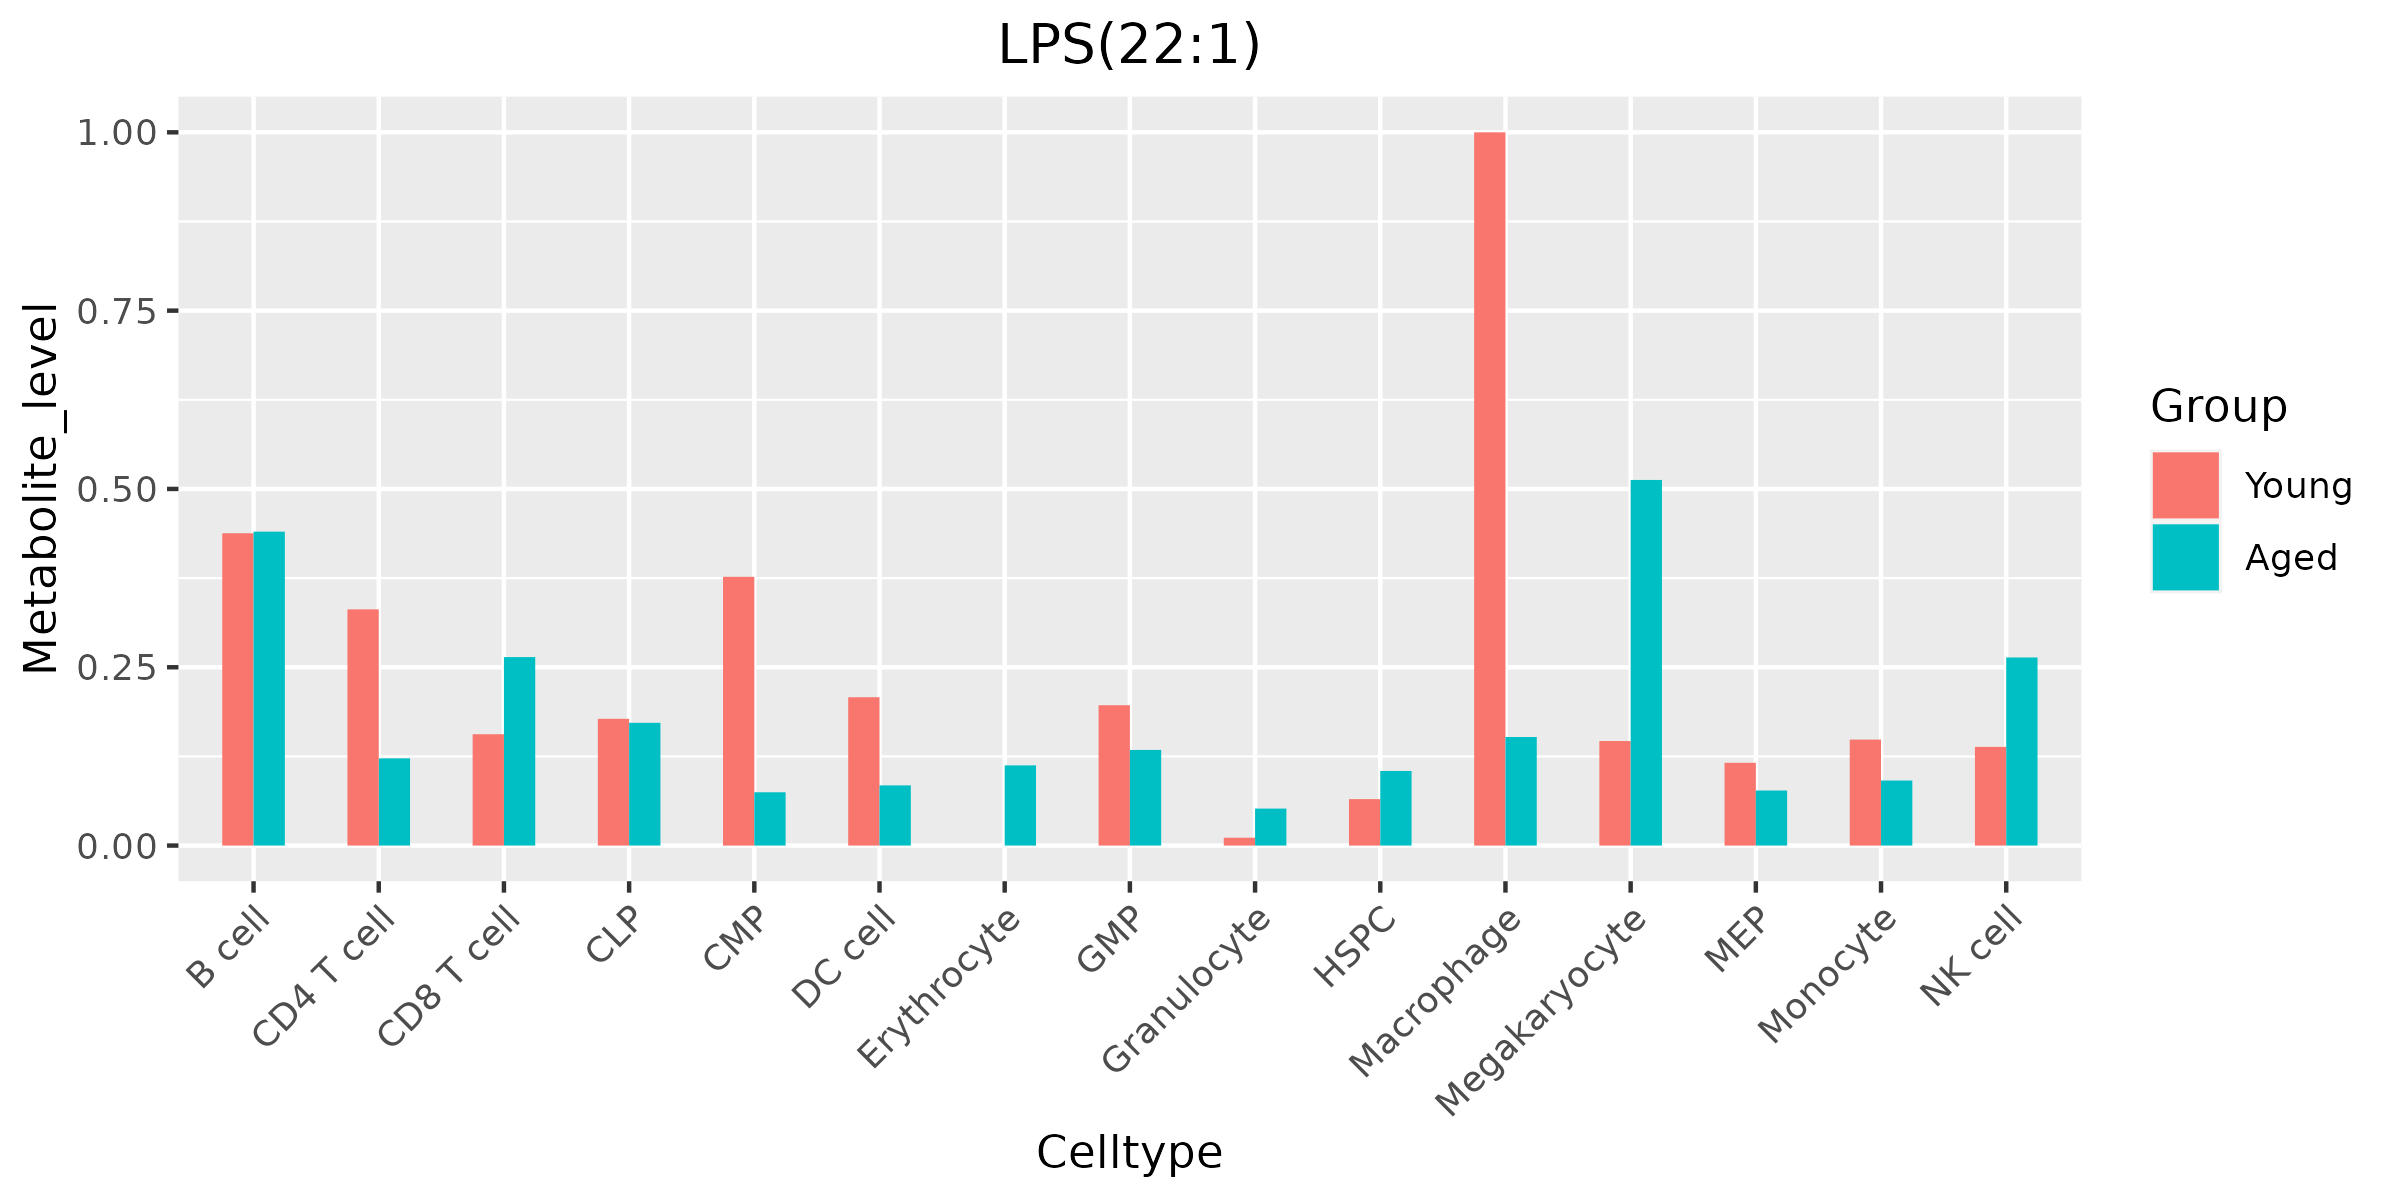 LPS(22:1)
Metabolite_level
1.00
0.75
0.50
0.25
0.00
B cell
CD4 T cell
CD8 T cell
CLP
CMP
DC cell
Erythrocyte
GMP
Granulocyte
HSPC
Macrophage
Megakaryocyte
MEP
Monocyte
NK cell
Celltype
Group
Young
Aged